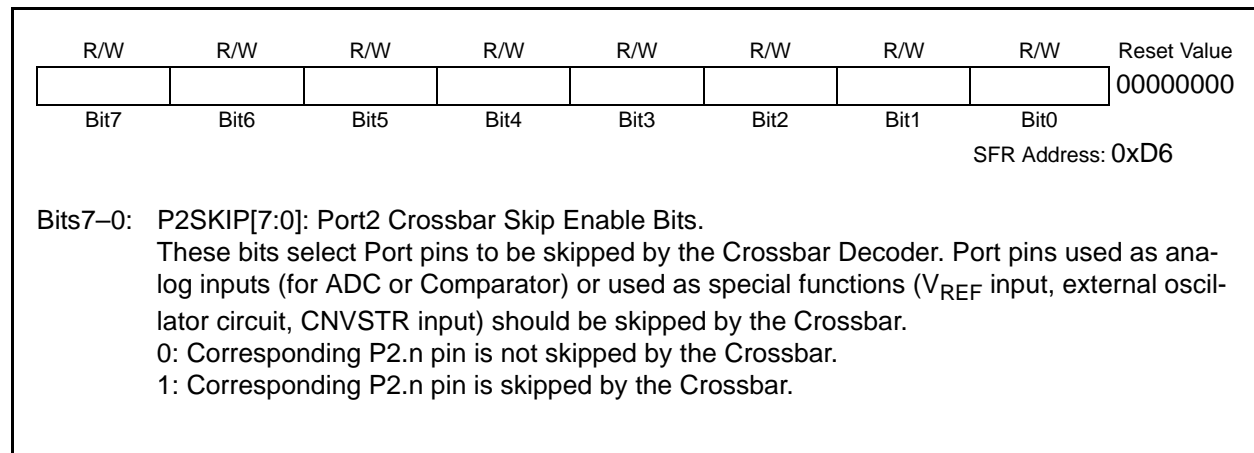 R/W R/W R/W R/W R/W R/W R/W R/W Reset Value
00000000
Bit7 Bit6 Bit5 Bit4 Bit3 Bit2 Bit1 Bit0
SFR Address: 0xD6
Bits7–0: P2SKIP[7:0]: Port2 Crossbar Skip Enable Bits.
These bits select Port pins to be skipped by the Crossbar Decoder. Port pins used as ana-
log inputs (for ADC or Comparator) or used as special functions (VREF input, external oscil-
lator circuit, CNVSTR input) should be skipped by the Crossbar.
0: Corresponding P2.n pin is not skipped by the Crossbar.
1: Corresponding P2.n pin is skipped by the Crossbar.